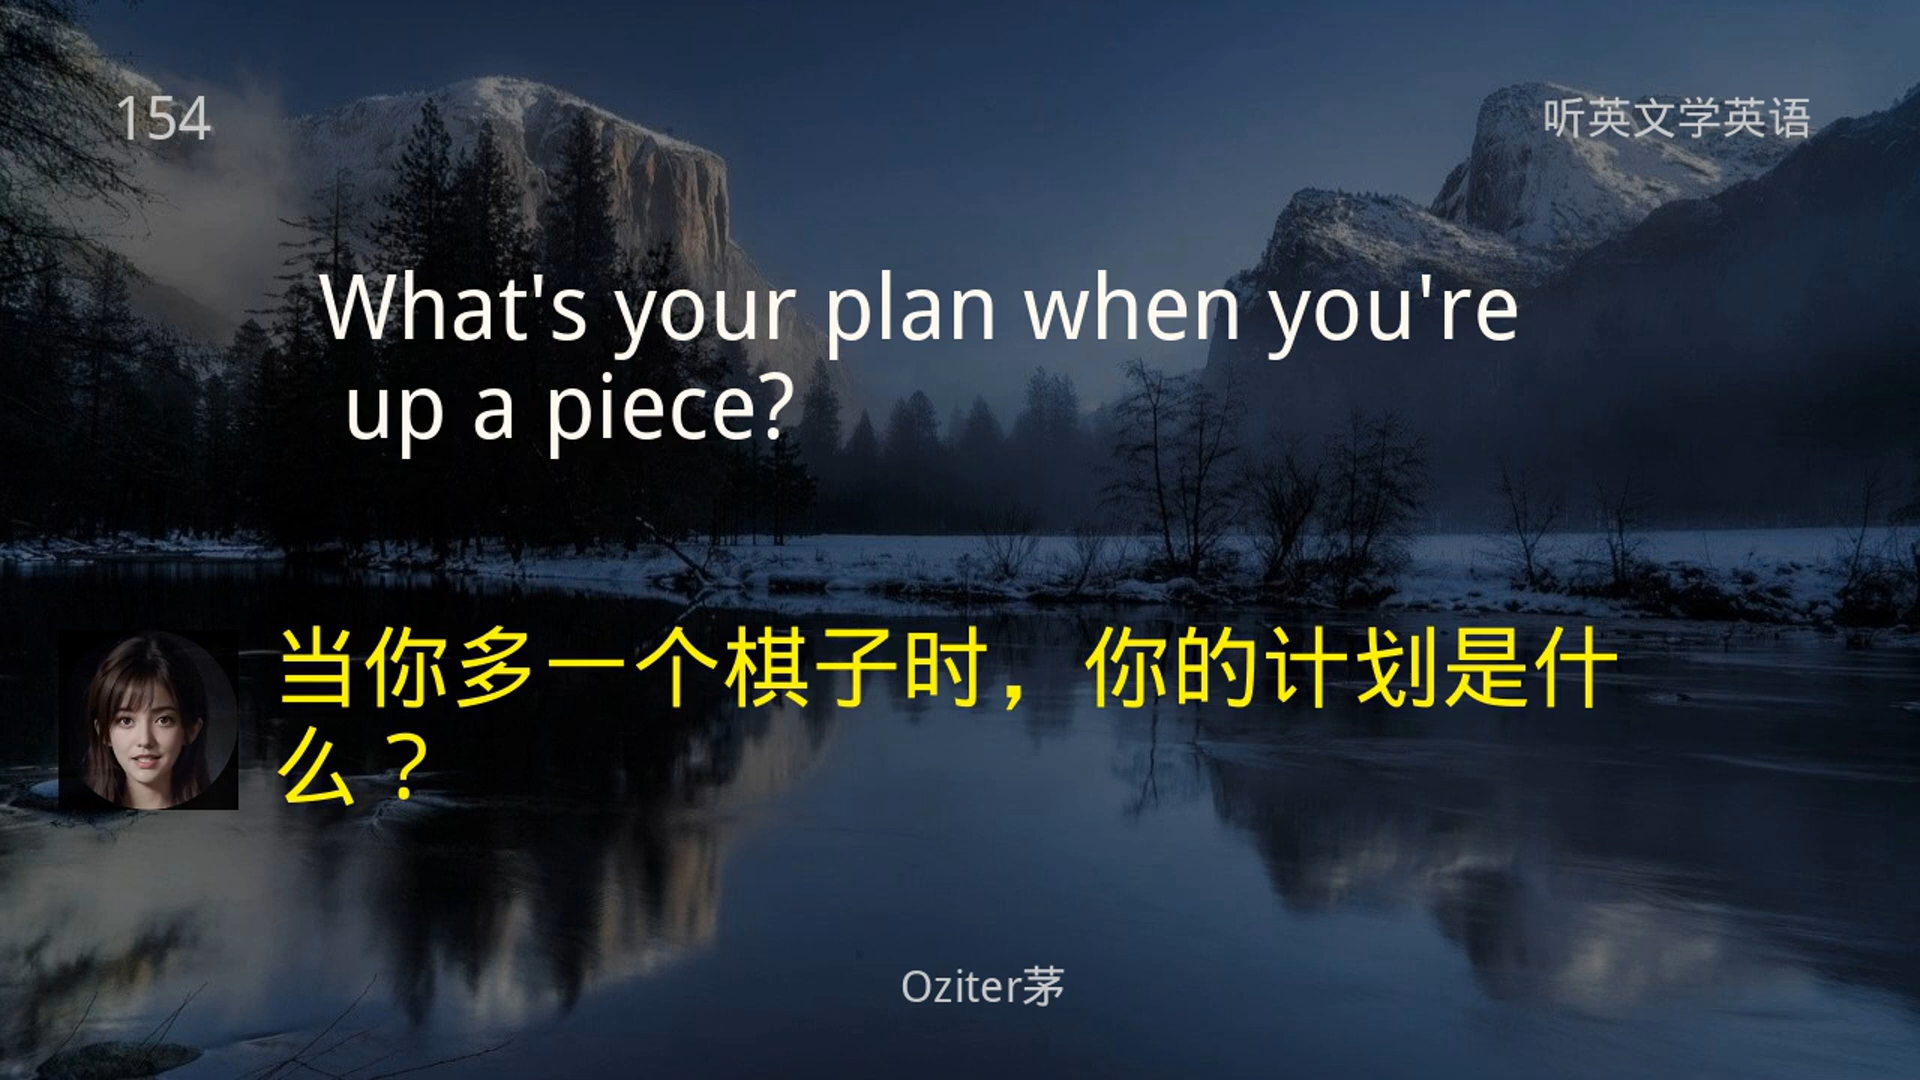 154
听英文学英语
What's your plan when you're
up a piece?
当你多一个棋子时，你的计划是什
么？
Oziter茅